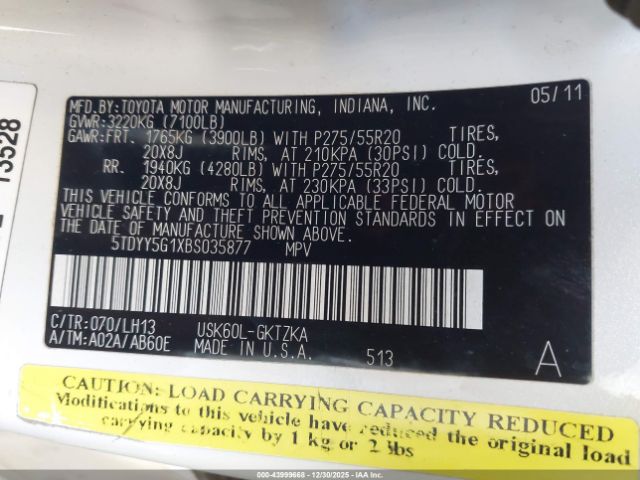 13528
MFD.BY:TOYOTA MOTOR MANUFACTURING, INDIANA, INC. 05/11
GVWR:3220KG (7100LB)
GAWR:FRT. 1765KG (3900LB) WITH P275/55R20 TIRES,
20X8J RIMS, AT 210KPA (30PSI) COLD.
RR. 1940KG (4280LB) WITH P275/55R20 TIRES,
20X8J RIMS, AT 230KPA (33PSI) COLD.
THIS VEHICLE CONFORMS TO ALL APPLICABLE FEDERAL MOTOR
VEHICLE SAFETY AND THEFT PREVENTION STANDARDS IN EFFECT ON
THE DATE OF MANUFACTURE SHOWN ABOVE.
5TDYY5G1XBS035877 MPV
C/TR:070/LH13 USK60L-GKTZKA
A/TM:A02A/AB60E MADE IN U.S.A. 513 A
CAUTION: LOAD CARRYING CAPACITY REDUCED
Modifications to this vehicle have reduced the original load
carrying capacity by 1 kg or 2 lbs
000-43999668 - 12/30/2025 - IAA Inc.